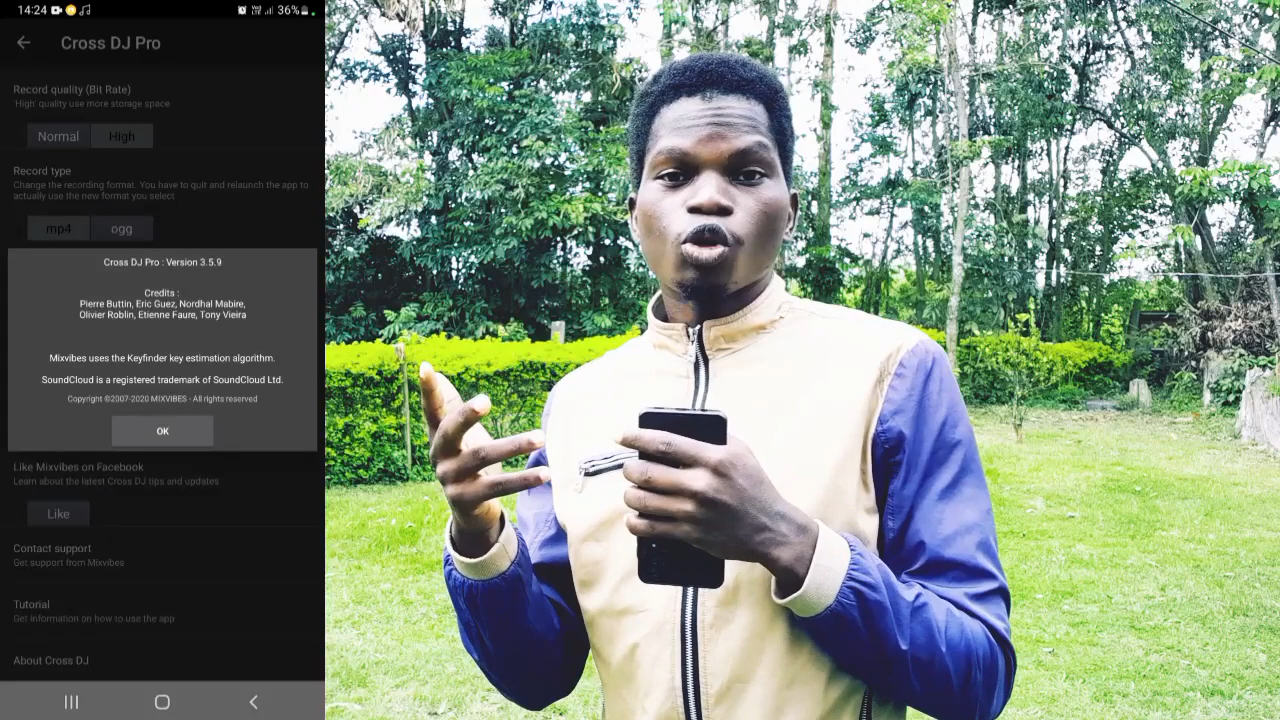 14:24
36%
Cross DJ Pro
Record quality (Bit Rate)
'High' quality use more storage space
Normal High
Record type
Change the recording format. You have to quit and relaunch the app to
actually use the new format you select
mp4 ogg
Cross DJ Pro : Version 3.5.9
Credits :
Pierre Buttin, Eric Guez, Nordhal Mabire,
Olivier Roblin, Etienne Faure, Tony Vieira
Mixvibes uses the Keyfinder key estimation algorithm.
SoundCloud is a registered trademark of SoundCloud Ltd.
Copyright ©2007-2020 MIXVIBES - All rights reserved
OK
Like Mixvibes on Facebook
Learn about the latest Cross DJ tips and updates
Like
Contact support
Get support from Mixvibes
Tutorial
Get information on how to use the app
About Cross DJ